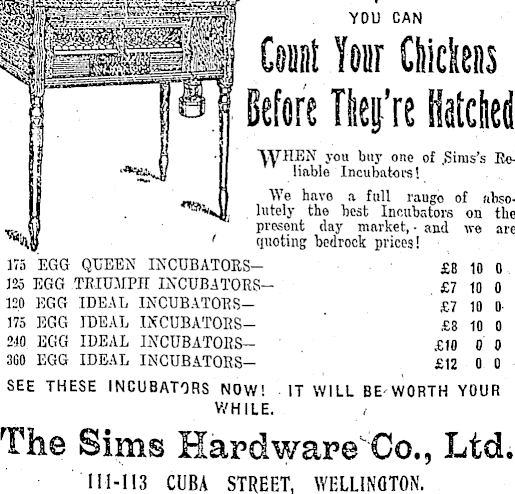 YOU CAN
Count Your Chickens
Before They're Hatched
WHEN you buy one of Sims's Re-
liable Incubators!
We have a full range of abso-
lutely the best Incubators on the
present day market, and we are
quoting bedrock prices!
175 EGG QUEEN INCUBATORS— £8 10 0
125 EGG TRIUMPH INCUBATORS— £7 10 0
120 EGG IDEAL INCUBATORS— £7 10 0
175 EGG IDEAL INCUBATORS— £8 10 0
240 EGG IDEAL INCUBATORS— £10 0 0
360 EGG IDEAL INCUBATORS— £12 0 0
SEE THESE INCUBATORS NOW! IT WILL BE WORTH YOUR
WHILE.
The Sims Hardware Co., Ltd.
111-113 CUBA STREET, WELLINGTON.